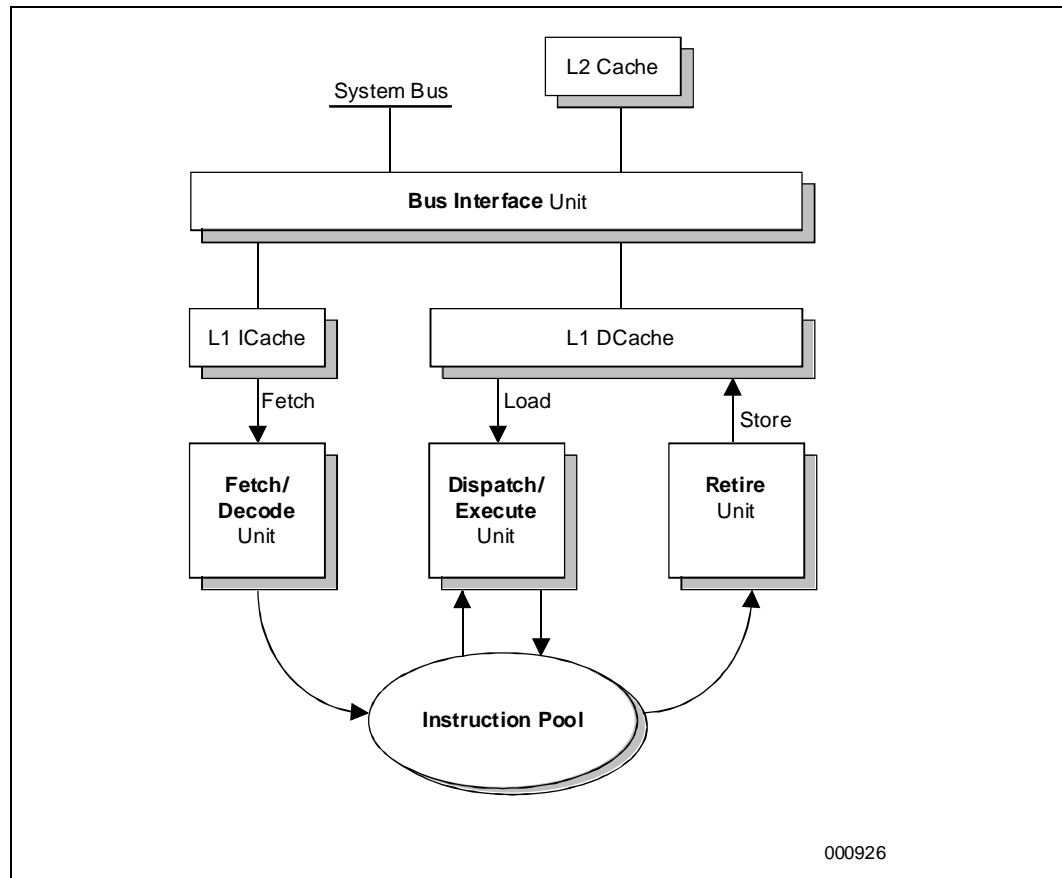 L2 Cache
System Bus
Bus Interface Unit
L1 ICache
L1 DCache
Fetch
Load
Store
Fetch/
Decode
Unit
Dispatch/
Execute
Unit
Retire
Unit
Instruction Pool
000926